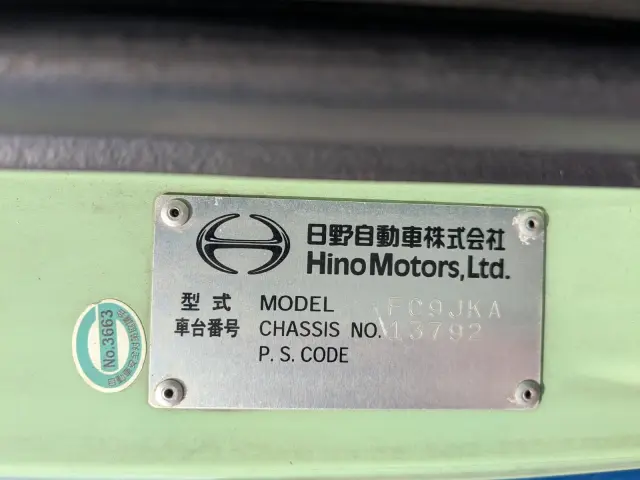 日野自動車株式会社
Hino Motors, Ltd.
型式 MODEL FC9JKA
車台番号 CHASSIS NO. 13792
P.S. CODE
No.3663